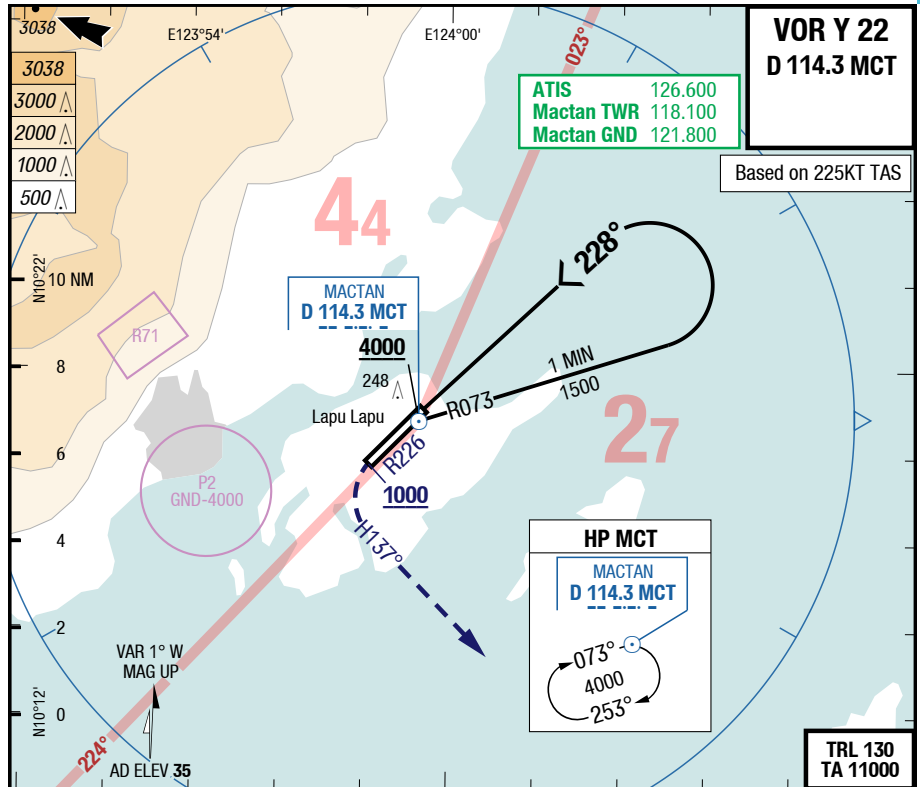 3038
E123°54'
E124°00'
023°
VOR Y 22
D 114.3 MCT
3038
3000
2000
1000
500
ATIS 126.600
Mactan TWR 118.100
Mactan GND 121.800
Based on 225KT TAS
44
228°
N10°22'
10 NM
MACTAN
D 114.3 MCT
R71
4000
8
248
1 MIN
1500
R073
Lapu Lapu
27
6
R226
P2
GND-4000
1000
H137°
4
HP MCT
MACTAN
D 114.3 MCT
073°
4000
253°
2
VAR 1° W
MAG UP
N10°12'
0
224°
AD ELEV 35
TRL 130
TA 11000